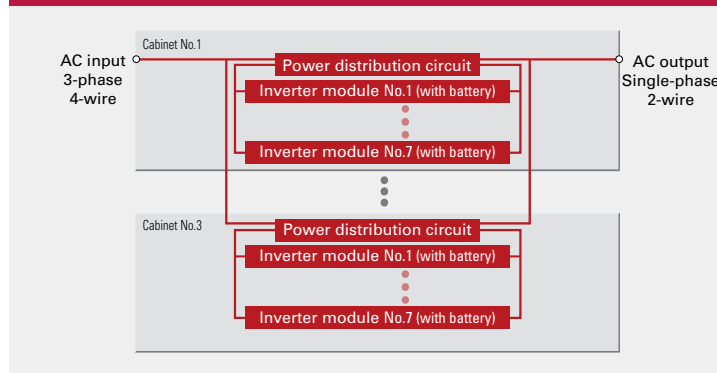 Cabinet No.1
AC input
3-phase
4-wire
Power distribution circuit
Inverter module No.1 (with battery)
Inverter module No.7 (with battery)
AC output
Single-phase
2-wire
Cabinet No.3
Power distribution circuit
Inverter module No.1 (with battery)
Inverter module No.7 (with battery)